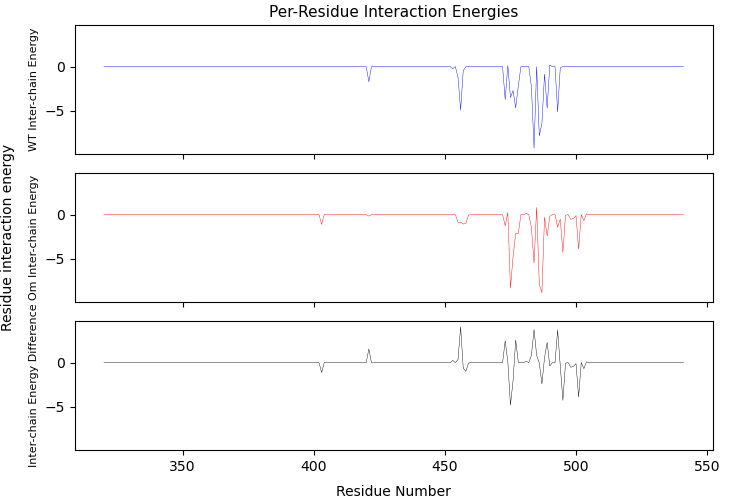 Per-Residue Interaction Energies
Residue interaction energy
WT Inter-chain Energy
0
−5
Om Inter-chain Energy
0
−5
Inter-chain Energy Difference
0
−5
350
400
450
500
550
Residue Number